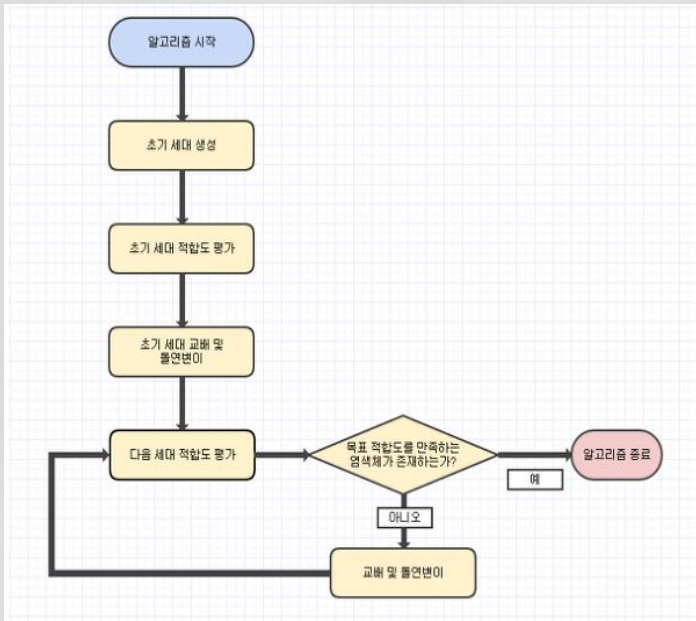 알고리즘 시작
초기 세대 생성
초기 세대 적합도 평가
초기 세대 교배 및
돌연변이
다음 세대 적합도 평가
목표 적합도를 만족하는
염색체가 존재하는가?
예
알고리즘 종료
아니오
교배 및 돌연변이